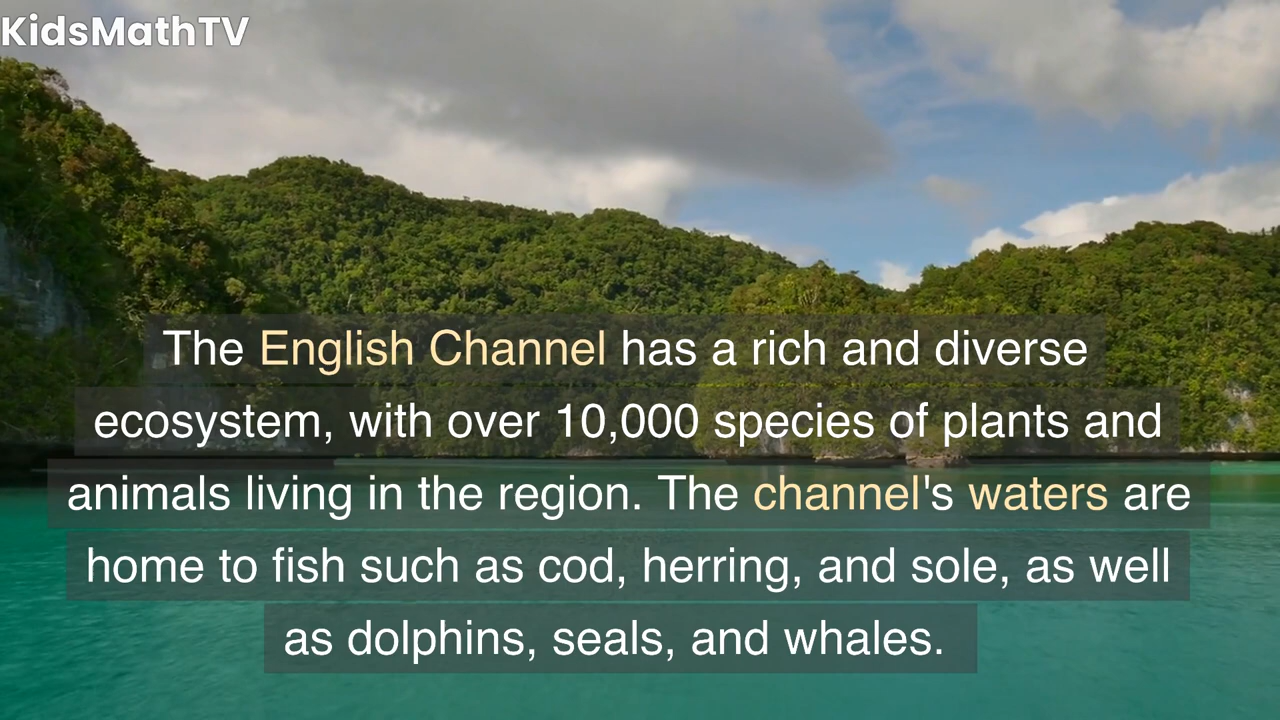 KidsMathTV
The English Channel has a rich and diverse
ecosystem, with over 10,000 species of plants and
animals living in the region. The channel's waters are
home to fish such as cod, herring, and sole, as well
as dolphins, seals, and whales.